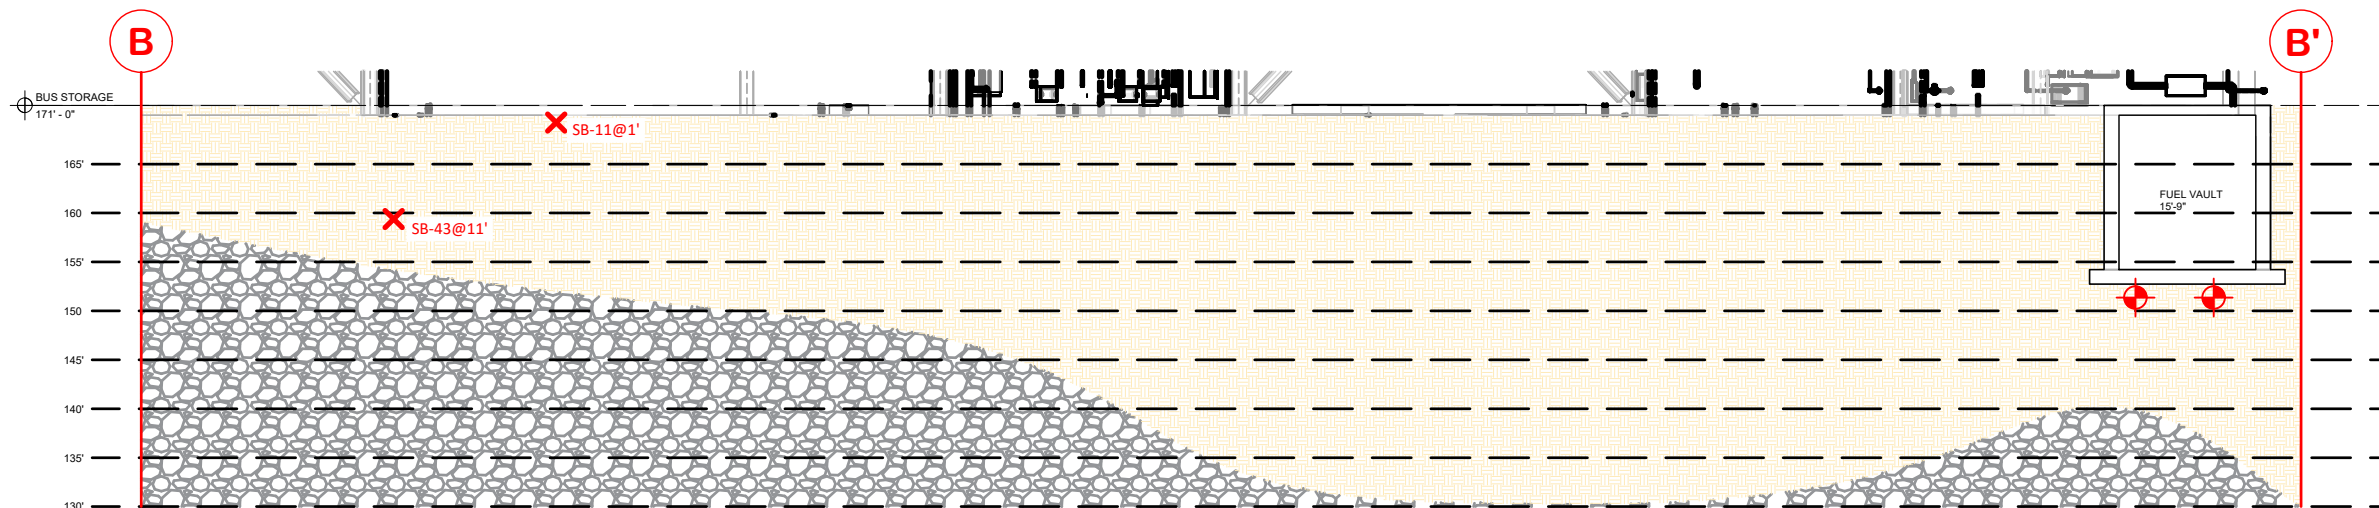 B
B'
BUS STORAGE
171' - 0"
SB-11@1'
165'
FUEL VAULT
15'-9"
160
SB-43@11'
155'
150
145'
140'
135'
130'